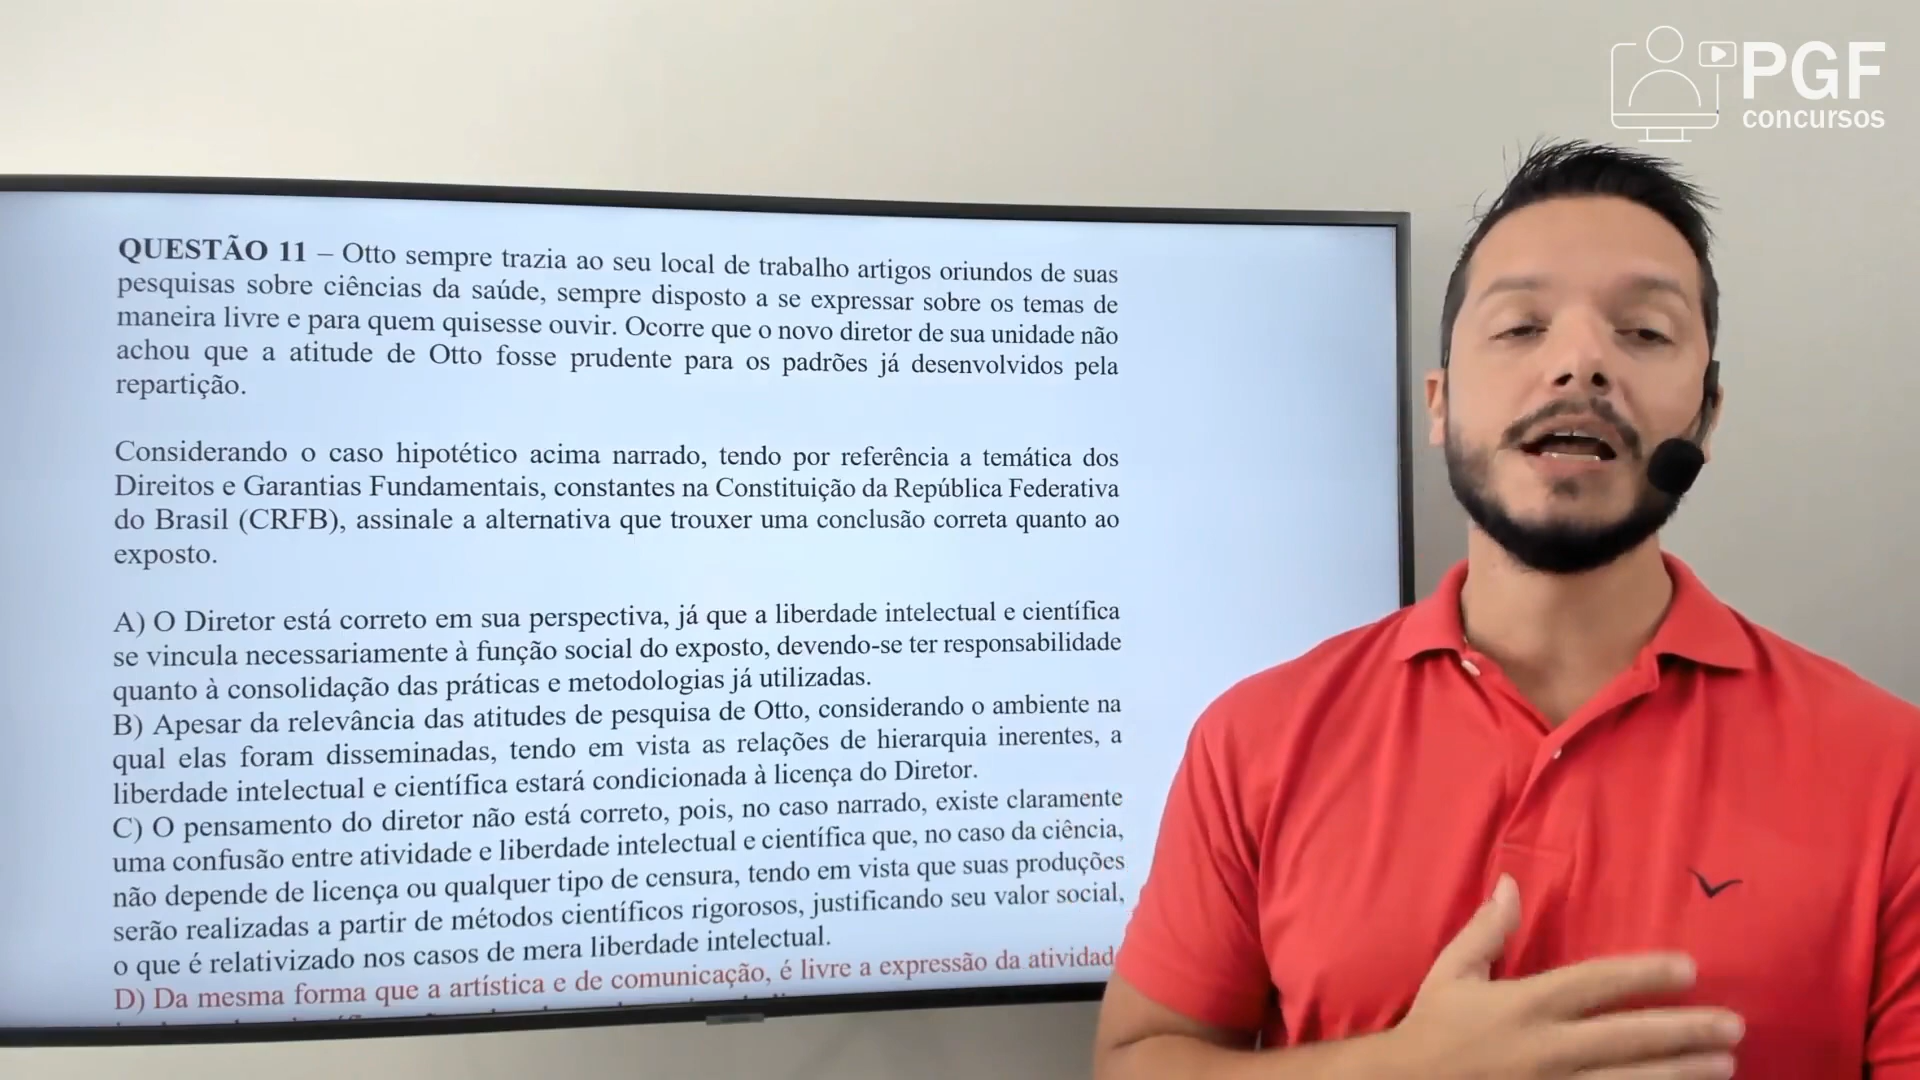 PGF
concursos
QUESTÃO 11 – Otto sempre trazia ao seu local de trabalho artigos oriundos de suas
pesquisas sobre ciências da saúde, sempre disposto a se expressar sobre os temas de
maneira livre e para quem quisesse ouvir. Ocorre que o novo diretor de sua unidade não
achou que a atitude de Otto fosse prudente para os padrões já desenvolvidos pela
repartição.
Considerando o caso hipotético acima narrado, tendo por referência a temática dos
Direitos e Garantias Fundamentais, constantes na Constituição da República Federativa
do Brasil (CRFB), assinale a alternativa que trouxer uma conclusão correta quanto ao
exposto.
A) O Diretor está correto em sua perspectiva, já que a liberdade intelectual e científica
se vincula necessariamente à função social do exposto, devendo-se ter responsabilidade
quanto à consolidação das práticas e metodologias já utilizadas.
B) Apesar da relevância das atitudes de pesquisa de Otto, considerando o ambiente na
qual elas foram disseminadas, tendo em vista as relações de hierarquia inerentes, a
liberdade intelectual e científica estará condicionada à licença do Diretor.
C) O pensamento do diretor não está correto, pois, no caso narrado, existe claramente
uma confusão entre atividade e liberdade intelectual e científica que, no caso da ciência,
não depende de licença ou qualquer tipo de censura, tendo em vista que suas produções
serão realizadas a partir de métodos científicos rigorosos, justificando seu valor social,
o que é relativizado nos casos de mera liberdade intelectual.
D) Da mesma forma que a artística e de comunicação, é livre a expressão da atividad